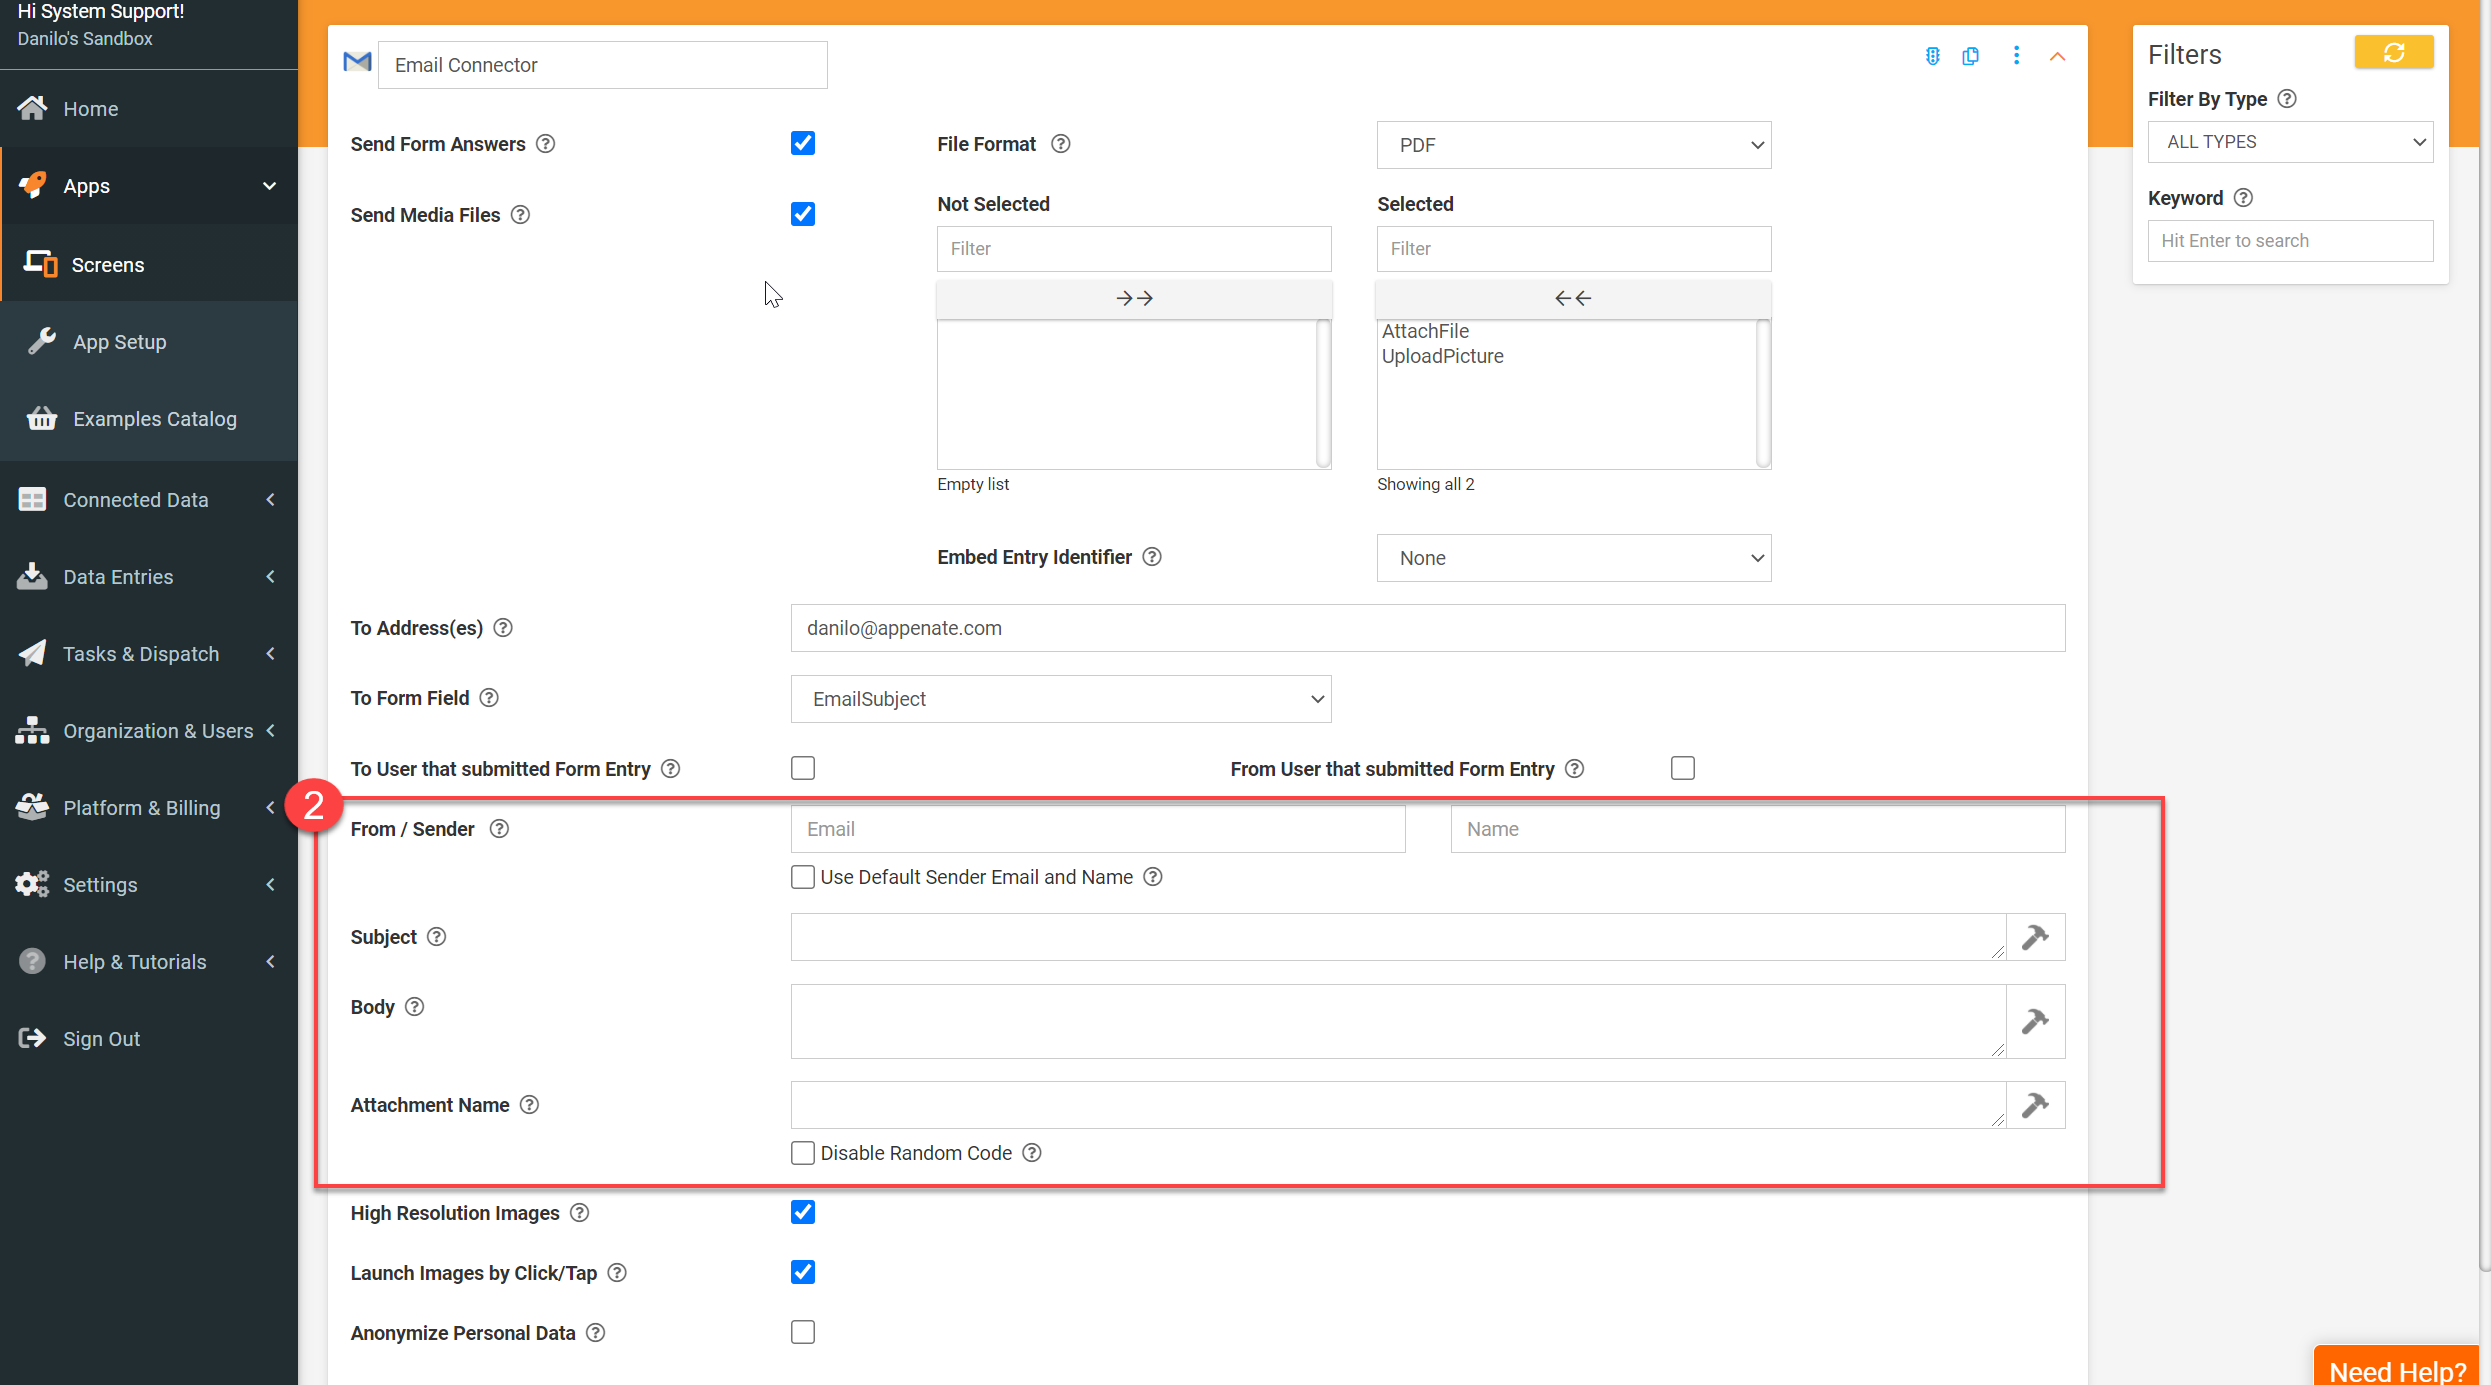 Hi System Support!
Danilo's Sandbox
Home
Apps
Screens
App Setup
Examples Catalog
Connected Data
Data Entries
Tasks & Dispatch
Organization & Users
Platform & Billing
Settings
Help & Tutorials
Sign Out
Email Connector
Send Form Answers
File Format
PDF
Send Media Files
Not Selected
Selected
Filter
Filter
AttachFile
UploadPicture
Empty list
Showing all 2
Embed Entry Identifier
None
To Address(es)
danilo@appenate.com
To Form Field
EmailSubject
To User that submitted Form Entry
From User that submitted Form Entry
2
From / Sender
Email
Name
Use Default Sender Email and Name
Subject
Body
Attachment Name
Disable Random Code
High Resolution Images
Launch Images by Click/Tap
Anonymize Personal Data
Filters
Filter By Type
ALL TYPES
Keyword
Hit Enter to search
Need Help?